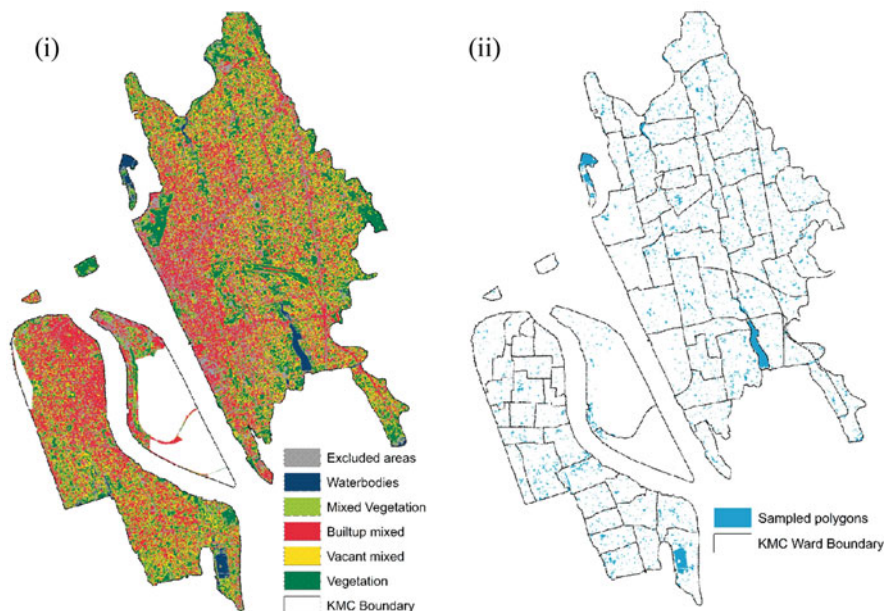 (i)
(ii)
Excluded areas
Waterbodies
Mixed Vegetation
Builtup mixed
Vacant mixed
Vegetation
KMC Boundary
Sampled polygons
KMC Ward Boundary